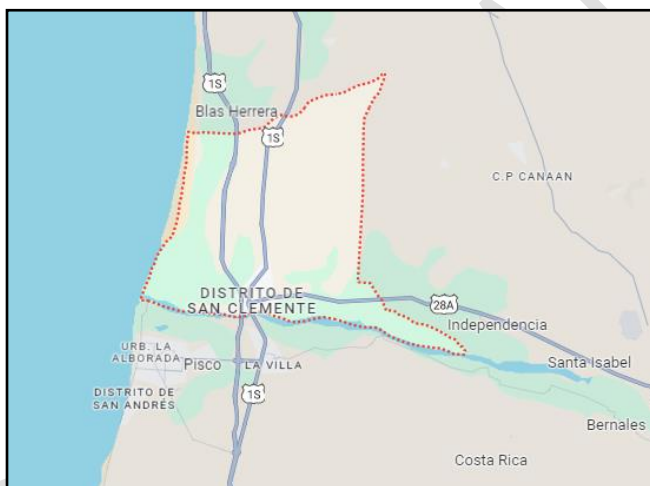 1S
Blas Herrera
1S
C.P CANAAN
DISTRITO DE
SAN CLEMENTE
28A
Independencia
URB. LA
ALBORADA
Pisco
LA VILLA
Santa Isabel
DISTRITO DE
SAN ANDRÉS
1S
Bernales
Costa Rica